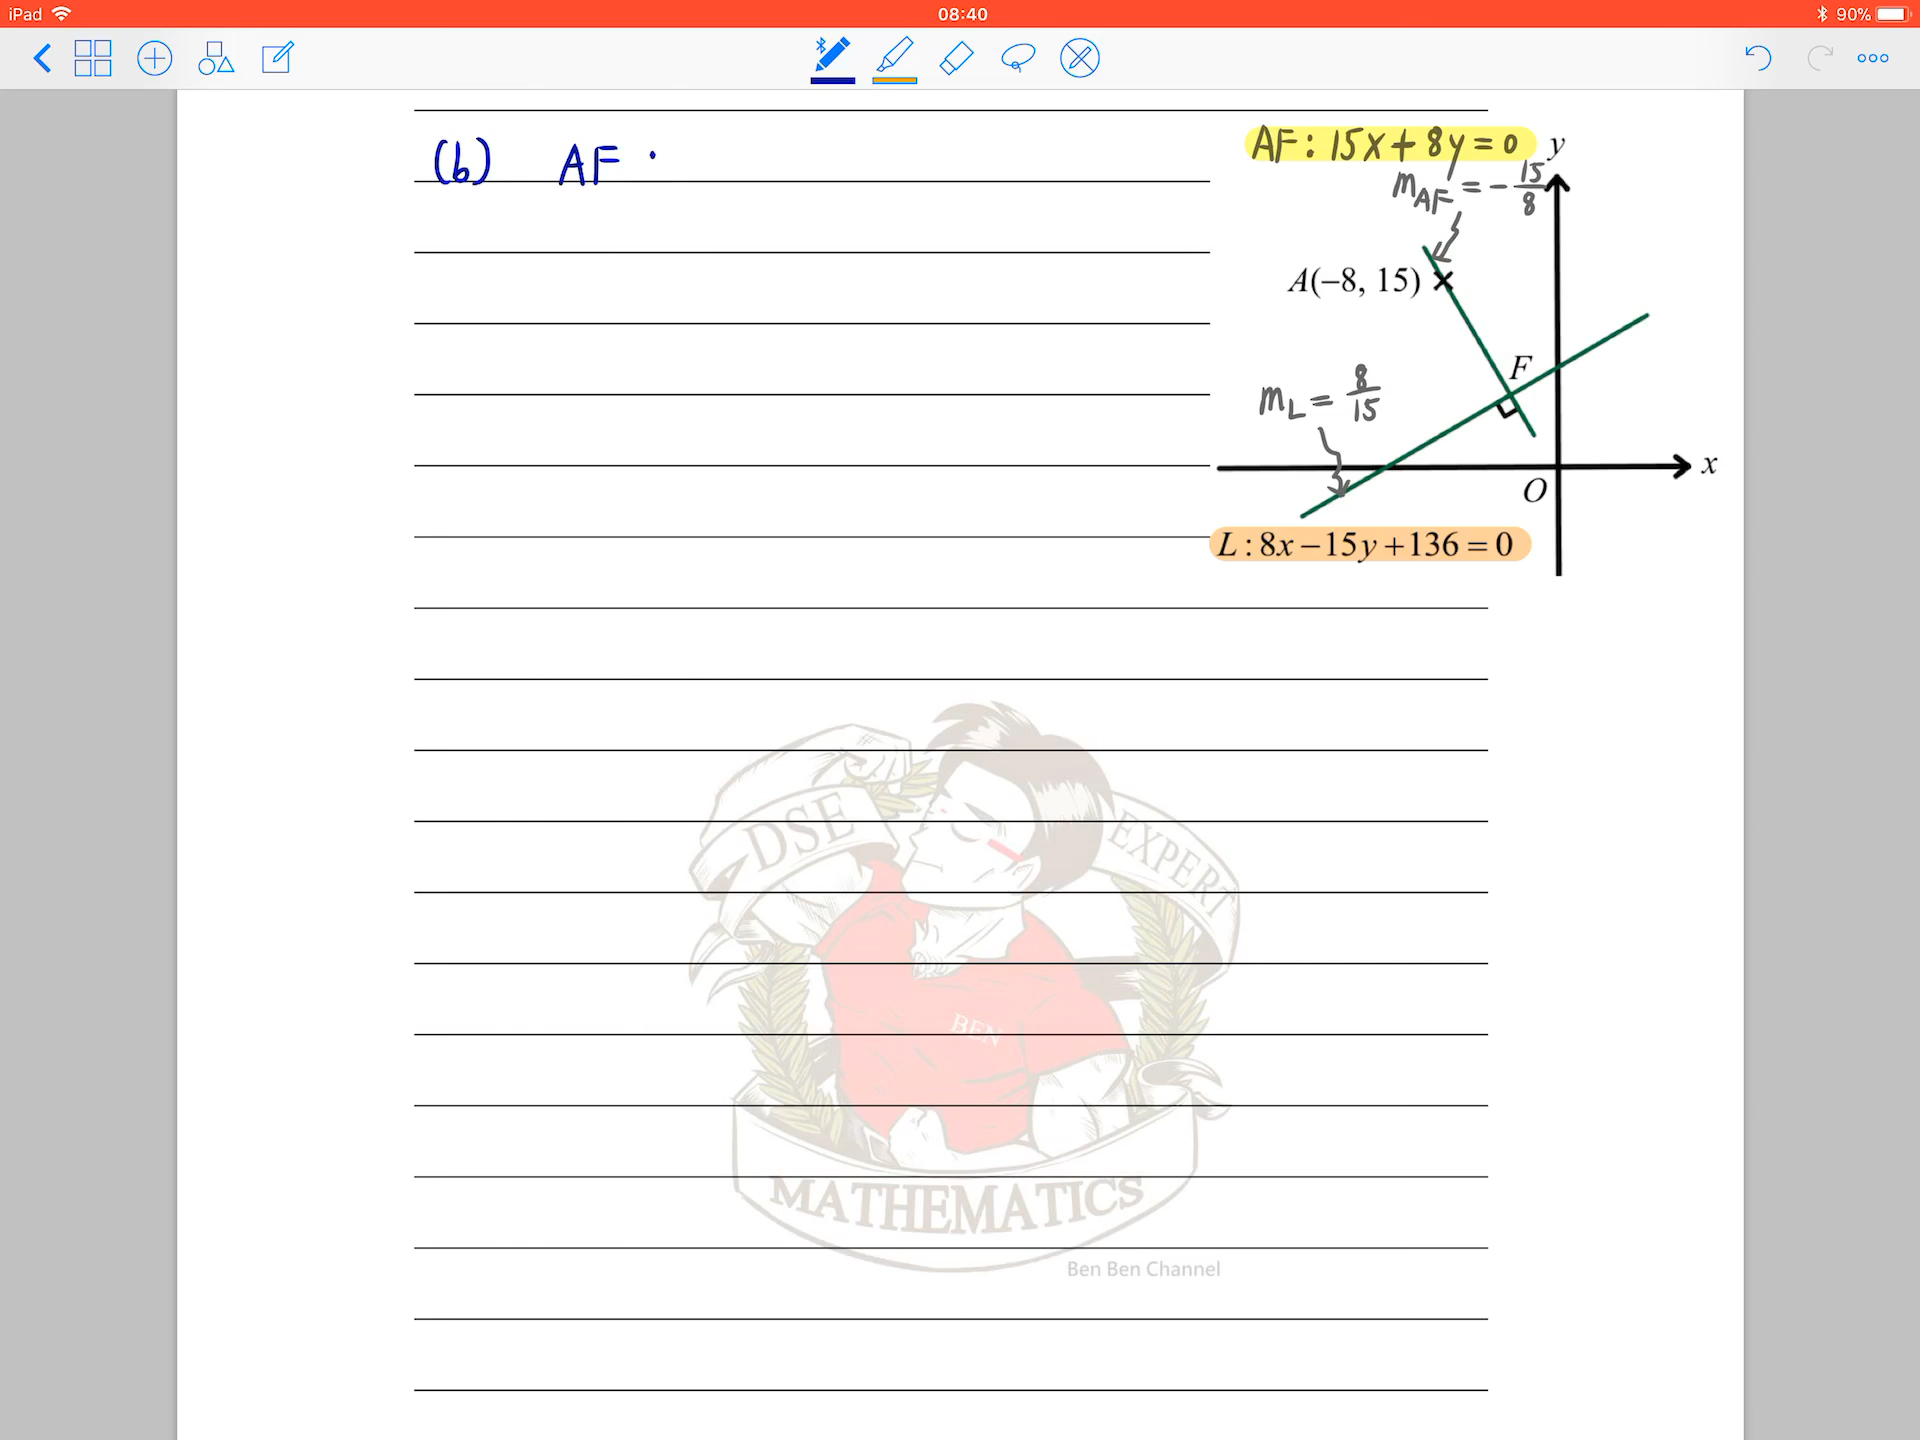 iPad 08:40 90%
(b) AF :
AF : 15x + 8y = 0
y
m_AF = - 15/8
A(–8, 15)
F
m_L = 8/15
x
O
L : 8x – 15y + 136 = 0
DSE EXPERT
BEN
MATHEMATICS
Ben Ben Channel